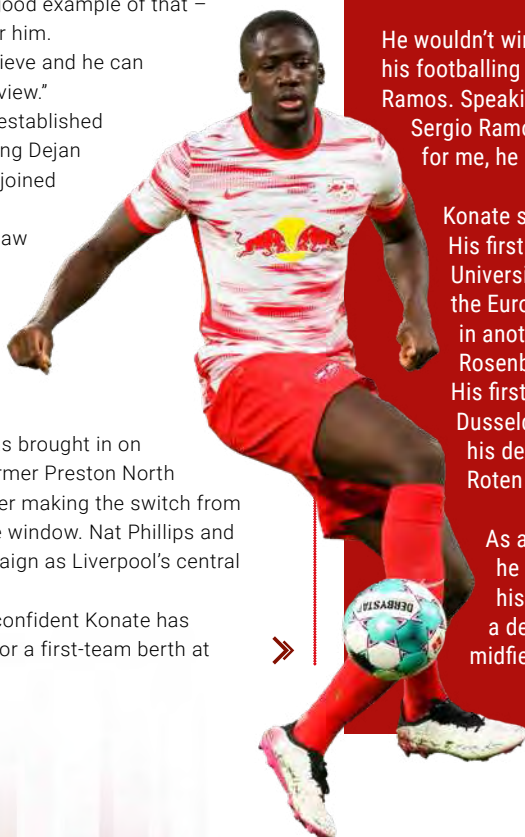 good example of that –
r him.
ieve and he can
view.”
established
ng Dejan
joined
aw
s brought in on
rmer Preston North
er making the switch from
e window. Nat Phillips and
aign as Liverpool’s central
confident Konate has
or a first-team berth at
He wouldn’t win
his footballing
Ramos. Speaki
Sergio Ramo
for me, he
Konate s
His first
Universi
the Euro
in anot
Rosenb
His first
Dusseld
his de
Roten
As a
he
his
a de
midfie
DERBYSTAR